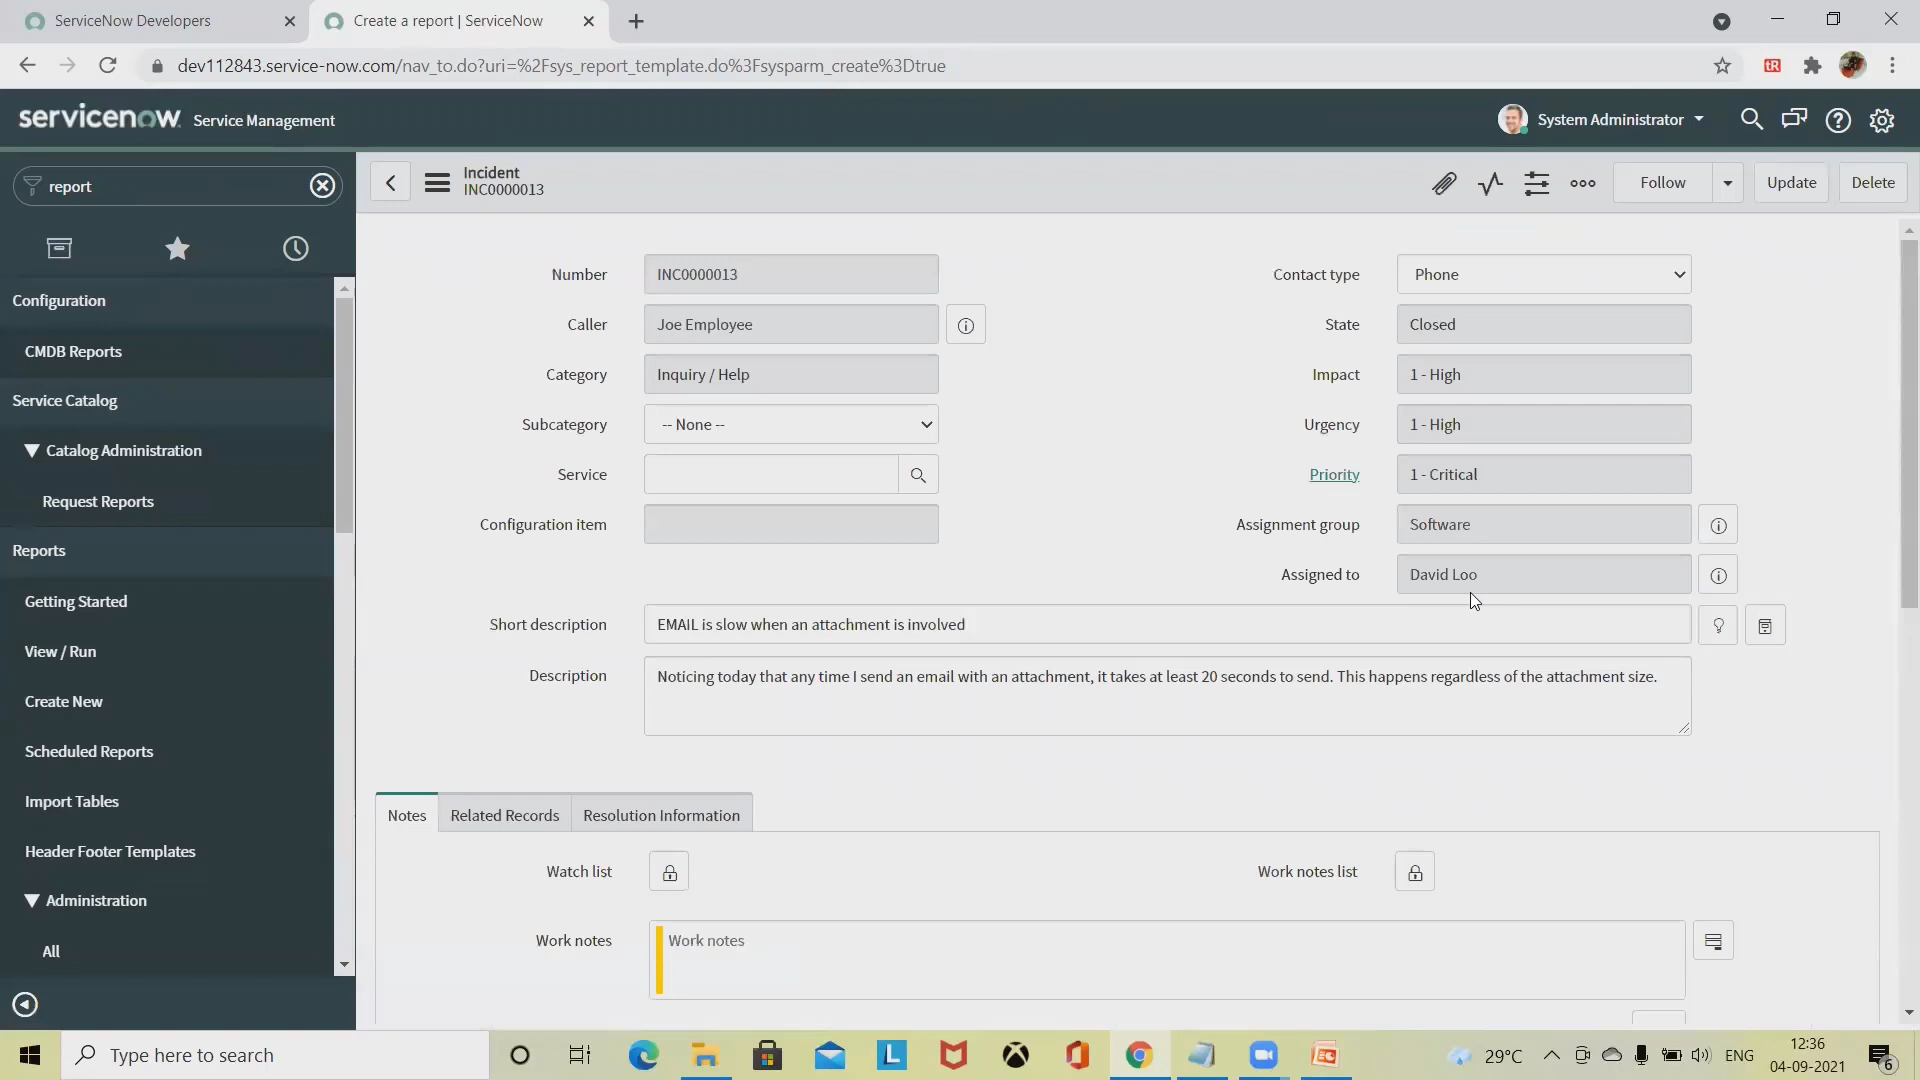 ServiceNow Developers
Create a report | ServiceNow
dev112843.service-now.com/nav_to.do?uri=%2Fsys_report_template.do%3Fsysparm_create%3Dtrue
servicenow Service Management
System Administrator
report
Incident
INC0000013
Follow
Update
Delete
Configuration
CMDB Reports
Service Catalog
Catalog Administration
Request Reports
Reports
Getting Started
View / Run
Create New
Scheduled Reports
Import Tables
Header Footer Templates
Administration
All
Number INC0000013
Contact type Phone
Caller Joe Employee
State Closed
Category Inquiry / Help
Impact 1 - High
Subcategory -- None --
Urgency 1 - High
Service
Priority 1 - Critical
Configuration item
Assignment group Software
Assigned to David Loo
Short description EMAIL is slow when an attachment is involved
Description Noticing today that any time I send an email with an attachment, it takes at least 20 seconds to send. This happens regardless of the attachment size.
Notes Related Records Resolution Information
Watch list
Work notes list
Work notes Work notes
Type here to search
29°C
ENG
12:36
04-09-2021
6